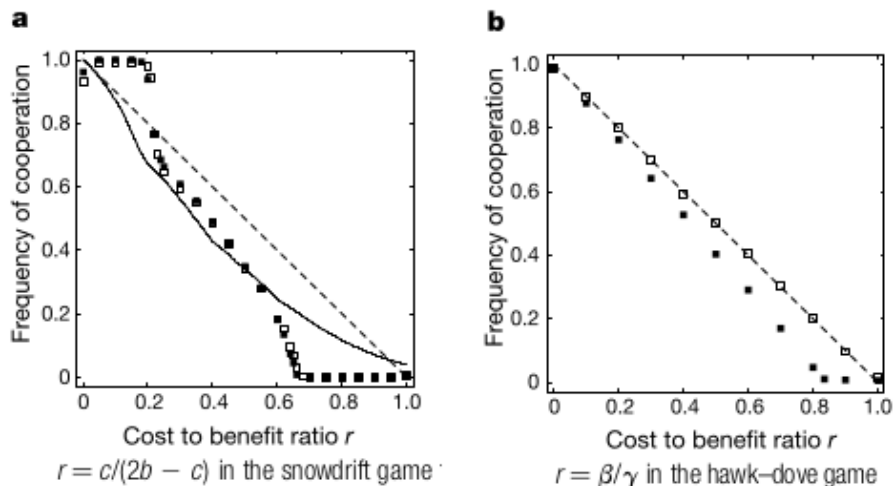 a
b
Frequency of cooperation
1.0
0.8
0.6
0.4
0.2
0
0 0.2 0.4 0.6 0.8 1.0
Cost to benefit ratio r
r = c/(2b − c) in the snowdrift game
Frequency of cooperation
1.0
0.8
0.6
0.4
0.2
0
0 0.2 0.4 0.6 0.8 1.0
Cost to benefit ratio r
r = β/γ in the hawk–dove game